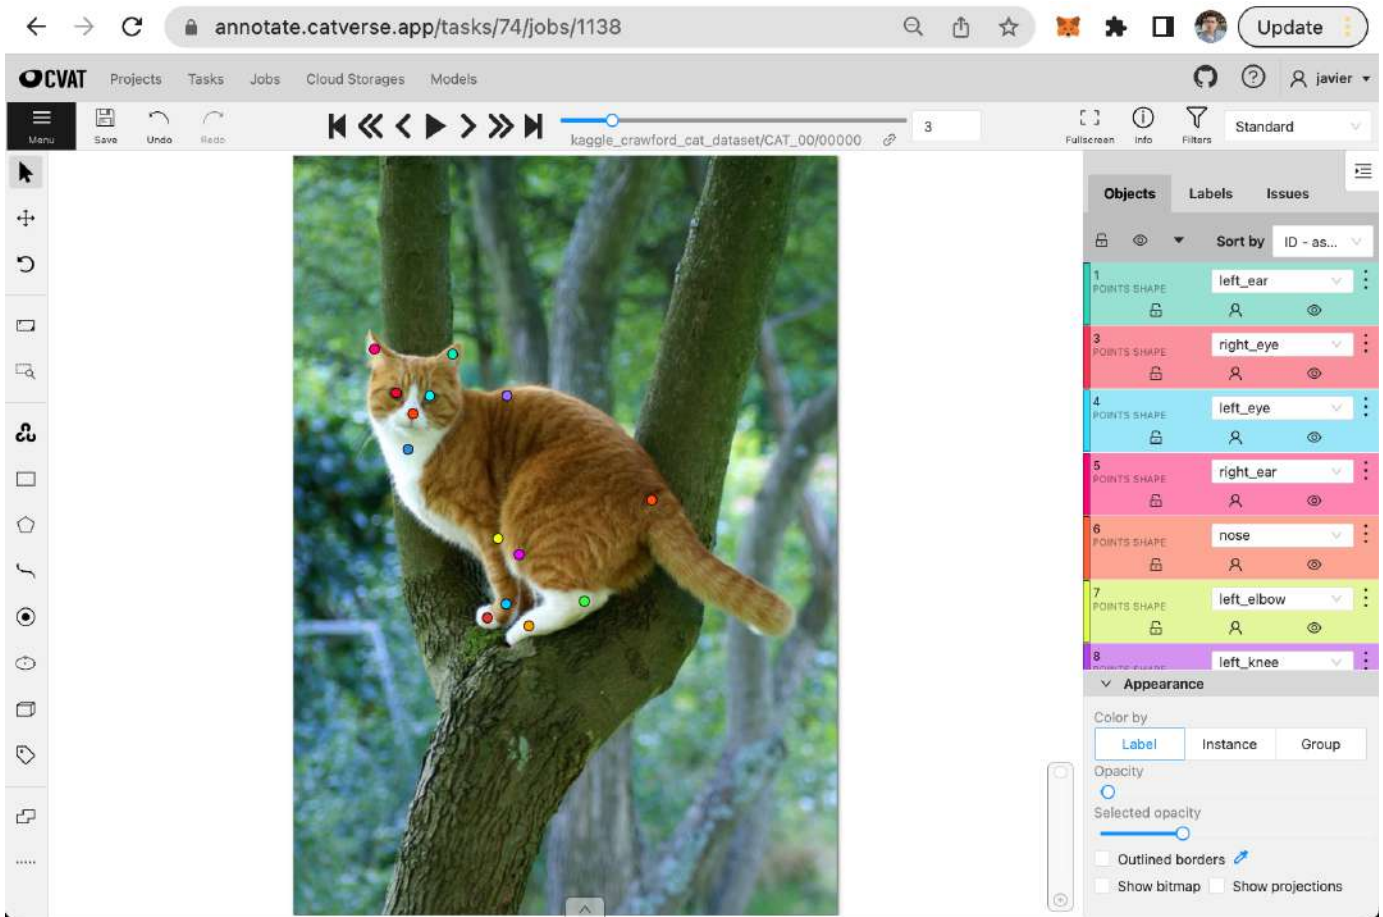 annotate.catverse.app/tasks/74/jobs/1138
Update
CVAT Projects Tasks Jobs Cloud Storages Models
javier
Menu Save Undo Redo
kaggle_crawford_cat_dataset/CAT_00/00000
3
Fullscreen Info Filters
Standard
Objects Labels Issues
Sort by ID - as...
1
POINTS SHAPE
left_ear
3
POINTS SHAPE
right_eye
4
POINTS SHAPE
left_eye
5
POINTS SHAPE
right_ear
6
POINTS SHAPE
nose
7
POINTS SHAPE
left_elbow
8
POINTS SHAPE
left_knee
Appearance
Color by
Label Instance Group
Opacity
Selected opacity
Outlined borders
Show bitmap Show projections